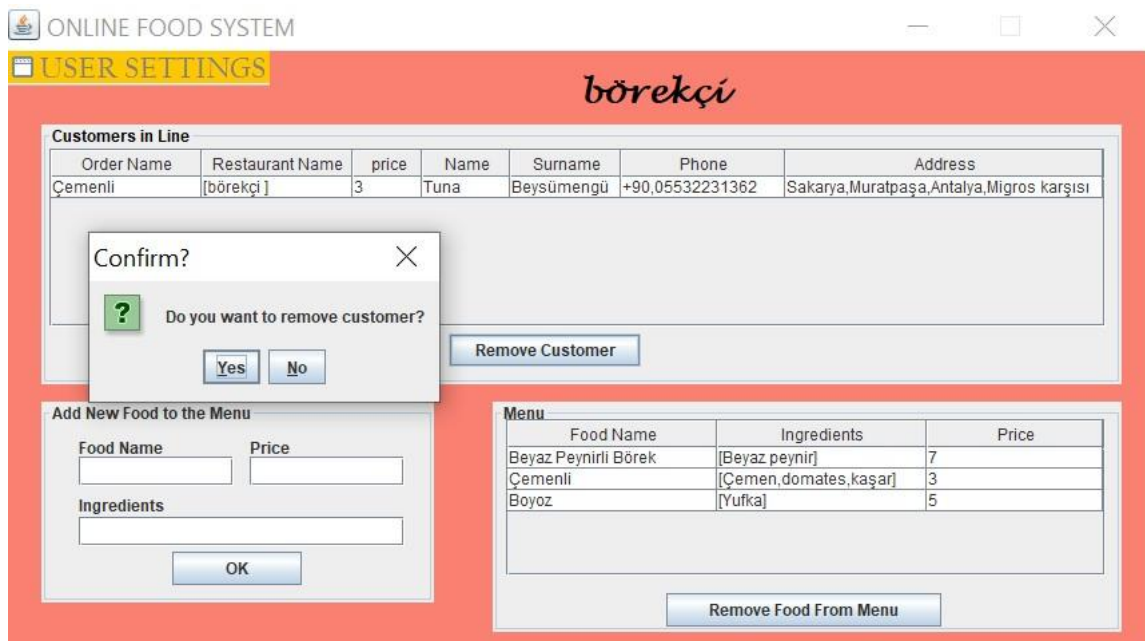 ONLINE FOOD SYSTEM
USER SETTINGS
börekçi
Customers in Line
Order Name Restaurant Name price Name Surname Phone Address
Çemenli [börekçi ] 3 Tuna Beysümengü +90,05532231362 Sakarya,Muratpaşa,Antalya,Migros karşısı
Confirm?
? Do you want to remove customer?
Yes No
Remove Customer
Add New Food to the Menu
Food Name Price
Ingredients
OK
Menu
Food Name Ingredients Price
Beyaz Peynirli Börek [Beyaz peynir] 7
Çemenli [Çemen,domates,kaşar] 3
Boyoz [Yufka] 5
Remove Food From Menu